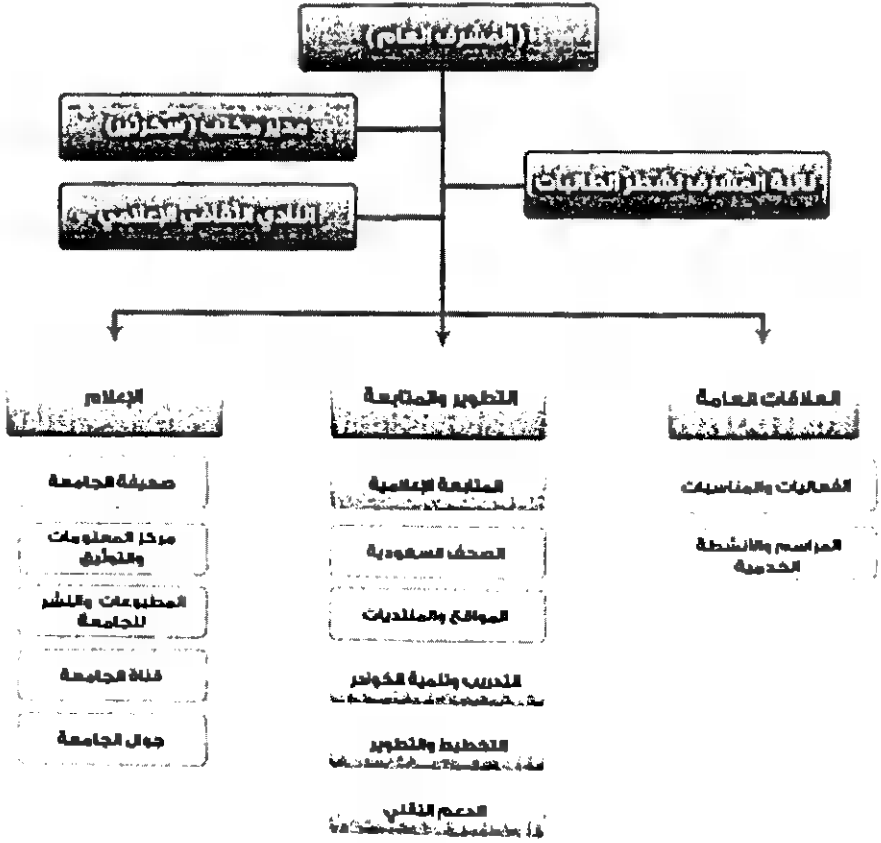 ( المشرف العام )
مدير مكتب ( سكرتير)
نائبة المشرف لشطر الطالبات
النادي الثقافي الإعلامي
العلاقات العامة
الفعاليات والمناسبات
المراسم والأنشطة
الخدمية
التطوير والمتابعة
المتابعة الإعلامية
الصحف السعودية
المواقع والمنتديات
التدريب وتنمية الكوادر
التخطيط والتطوير
الدعم التقني
الإعلام
صحيفة الجامعة
مركز المعلومات
والتوثيق
المطبوعات والنشر
للجامعة
قناة الجامعة
جوال الجامعة